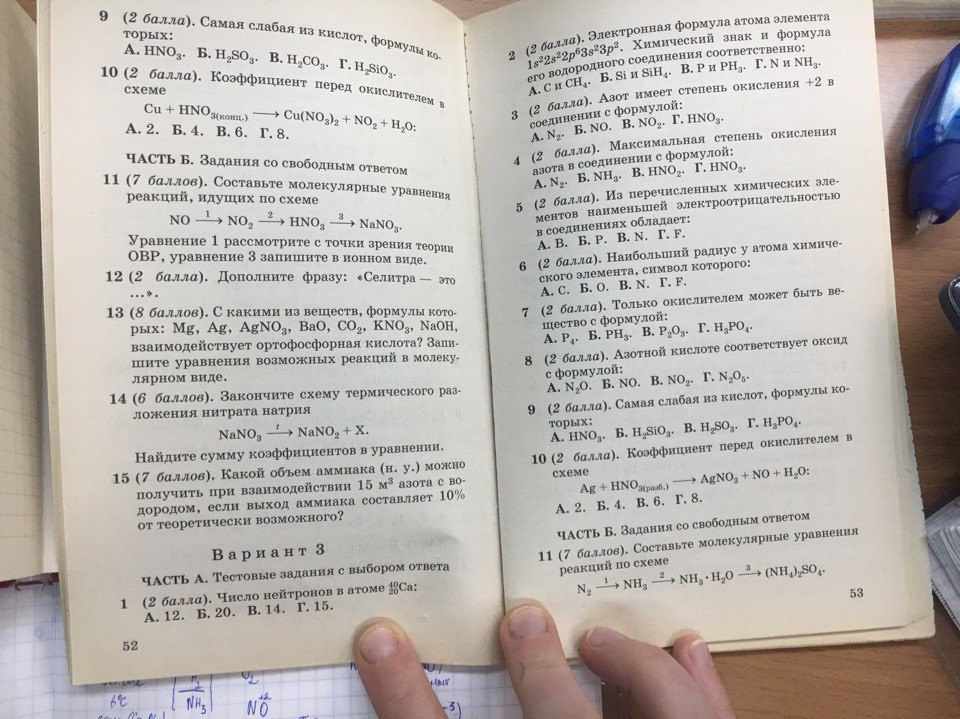 9 (2 балла). Самая слабая из кислот, формулы ко-
торых:
А. HNO₃. Б. H₂SO₃. В. H₂CO₃. Г. H₂SiO₃.
10 (2 балла). Коэффициент перед окислителем в
схеме
Cu + HNO₃(конц.) ⟶ Cu(NO₃)₂ + NO₂ + H₂O:
А. 2. Б. 4. В. 6. Г. 8.
ЧАСТЬ Б. Задания со свободным ответом
11 (7 баллов). Составьте молекулярные уравнения
реакций, идущих по схеме
NO —1→ NO₂ —2→ HNO₃ —3→ NaNO₃.
Уравнение 1 рассмотрите с точки зрения теории
ОВР, уравнение 3 запишите в ионном виде.
12 (2 балла). Дополните фразу: «Селитра — это
...».
13 (8 баллов). С какими из веществ, формулы кото-
рых: Mg, Ag, AgNO₃, BaO, CO₂, KNO₃, NaOH,
взаимодействует ортофосфорная кислота? Запи-
шите уравнения возможных реакций в молеку-
лярном виде.
14 (6 баллов). Закончите схему термического раз-
ложения нитрата натрия
NaNO₃ —t→ NaNO₂ + X.
Найдите сумму коэффициентов в уравнении.
15 (7 баллов). Какой объем аммиака (н. у.) можно
получить при взаимодействии 15 м³ азота с во-
дородом, если выход аммиака составляет 10%
от теоретически возможного?
Вариант 3
ЧАСТЬ А. Тестовые задания с выбором ответа
1 (2 балла). Число нейтронов в атоме ⁴⁰₂₀Ca:
А. 12. Б. 20. В. 14. Г. 15.
52
2 (2 балла). Электронная формула атома элемента
1s²2s²2p⁶3s²3p². Химический знак и формула
его водородного соединения соответственно:
А. C и CH₄. Б. Si и SiH₄. В. P и PH₃. Г. N и NH₃.
3 (2 балла). Азот имеет степень окисления +2 в
соединении с формулой:
А. N₂. Б. NO. В. NO₂. Г. HNO₃.
4 (2 балла). Максимальная степень окисления
азота в соединении с формулой:
А. N₂. Б. NH₃. В. HNO₂. Г. HNO₃.
5 (2 балла). Из перечисленных химических эле-
ментов наименьшей электроотрицательностью
в соединениях обладает:
А. B. Б. P. В. N. Г. F.
6 (2 балла). Наибольший радиус у атома химиче-
ского элемента, символ которого:
А. C. Б. O. В. N. Г. F.
7 (2 балла). Только окислителем может быть ве-
щество с формулой:
А. P₄. Б. PH₃. В. P₂O₃. Г. H₃PO₄.
8 (2 балла). Азотной кислоте соответствует оксид
с формулой:
А. N₂O. Б. NO. В. NO₂. Г. N₂O₅.
9 (2 балла). Самая слабая из кислот, формулы ко-
торых:
А. HNO₃. Б. H₂SiO₃. В. H₂SO₃. Г. H₃PO₄.
10 (2 балла). Коэффициент перед окислителем в
схеме
Ag + HNO₃(разб.) ⟶ AgNO₃ + NO + H₂O:
А. 2. Б. 4. В. 6. Г. 8.
ЧАСТЬ Б. Задания со свободным ответом
11 (7 баллов). Составьте молекулярные уравнения
реакций по схеме
N₂ —1→ NH₃ —2→ NH₃ · H₂O —3→ (NH₄)₂SO₄.
53
NH₃
NO